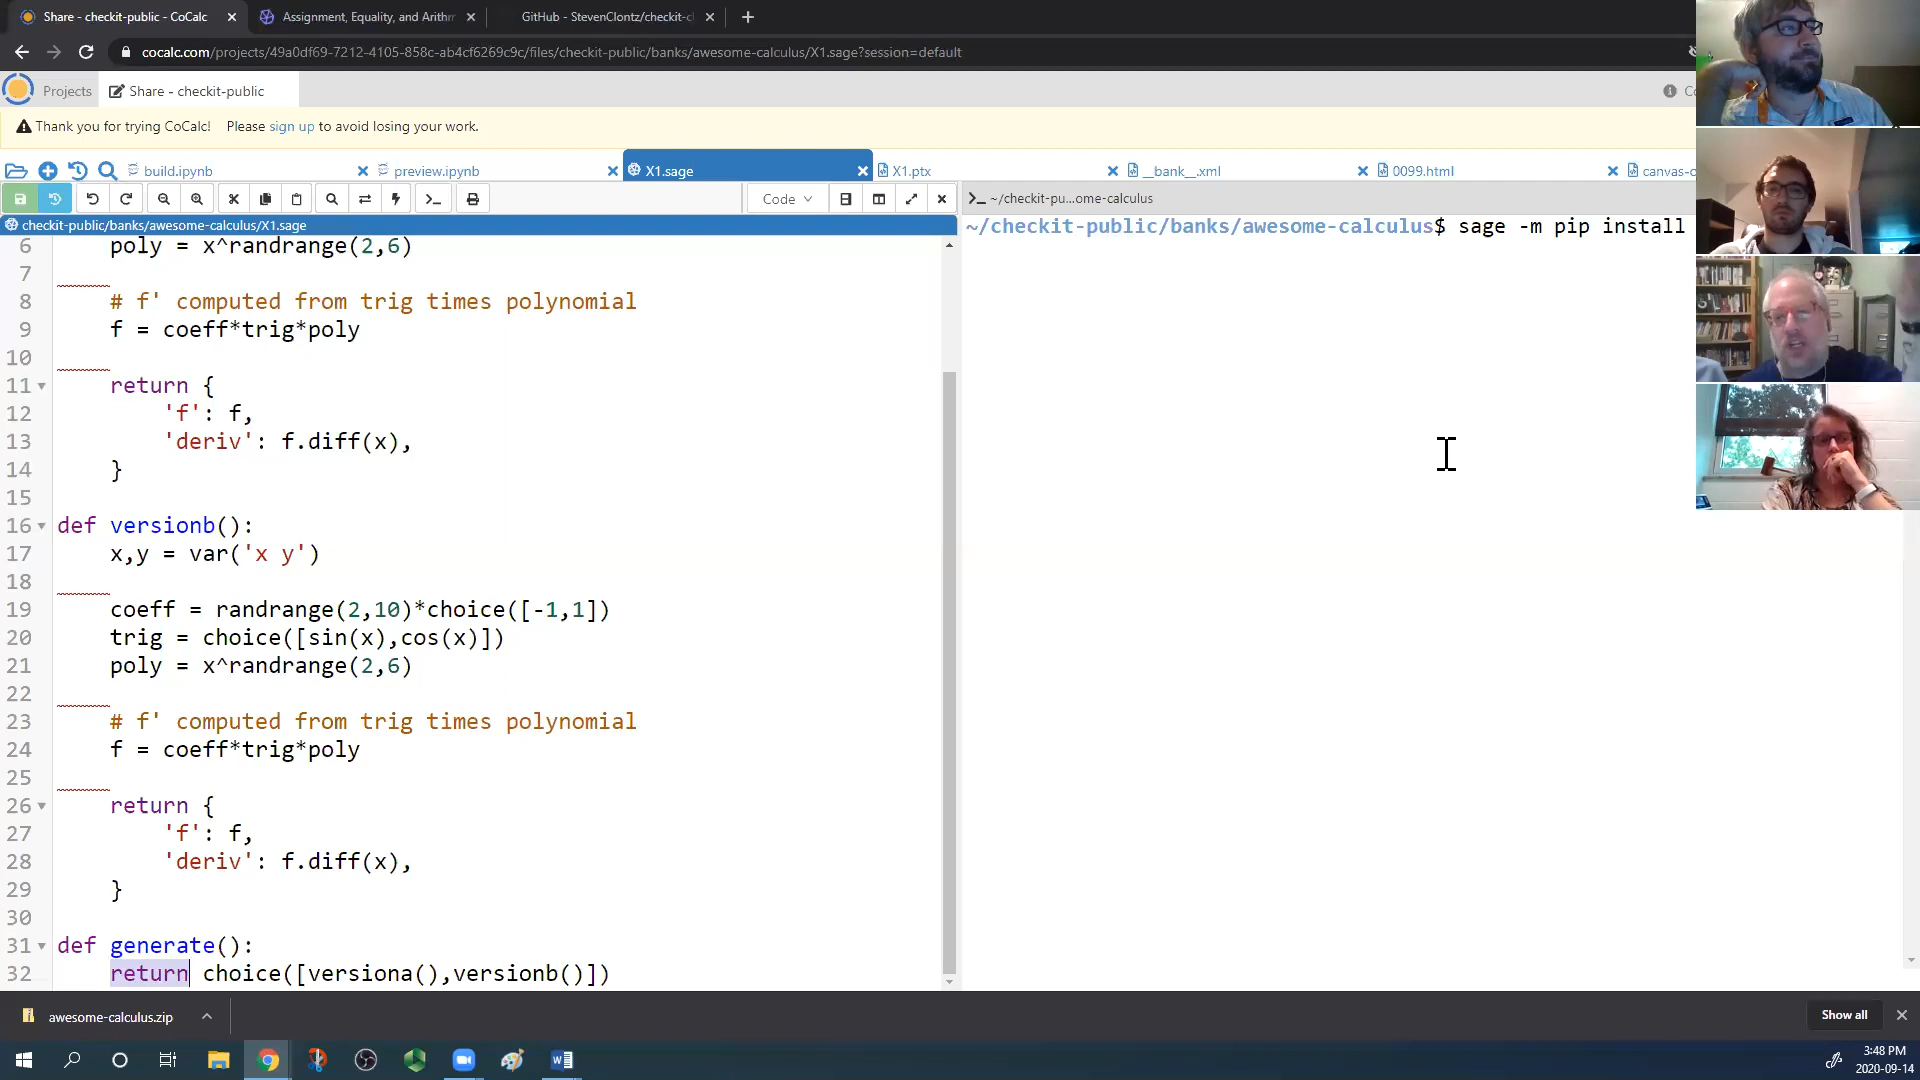 Share - checkit-public - CoCalc
Assignment, Equality, and Arithm
GitHub - StevenClontz/checkit-c
cocalc.com/projects/49a0df69-7212-4105-858c-ab4cf6269c9c/files/checkit-public/banks/awesome-calculus/X1.sage?session=default
Projects
Share - checkit-public
Thank you for trying CoCalc! Please sign up to avoid losing your work.
build.ipynb
preview.ipynb
X1.sage
X1.ptx
__bank__.xml
0099.html
canvas-o
Code
~/checkit-pu...ome-calculus
checkit-public/banks/awesome-calculus/X1.sage
~/checkit-public/banks/awesome-calculus$ sage -m pip install
6 poly = x^randrange(2,6)
7
8 # f' computed from trig times polynomial
9 f = coeff*trig*poly
10
11 return {
12 'f': f,
13 'deriv': f.diff(x),
14 }
15
16 def versionb():
17 x,y = var('x y')
18
19 coeff = randrange(2,10)*choice([-1,1])
20 trig = choice([sin(x),cos(x)])
21 poly = x^randrange(2,6)
22
23 # f' computed from trig times polynomial
24 f = coeff*trig*poly
25
26 return {
27 'f': f,
28 'deriv': f.diff(x),
29 }
30
31 def generate():
32 return choice([versiona(),versionb()])
awesome-calculus.zip
Show all
3:48 PM
2020-09-14